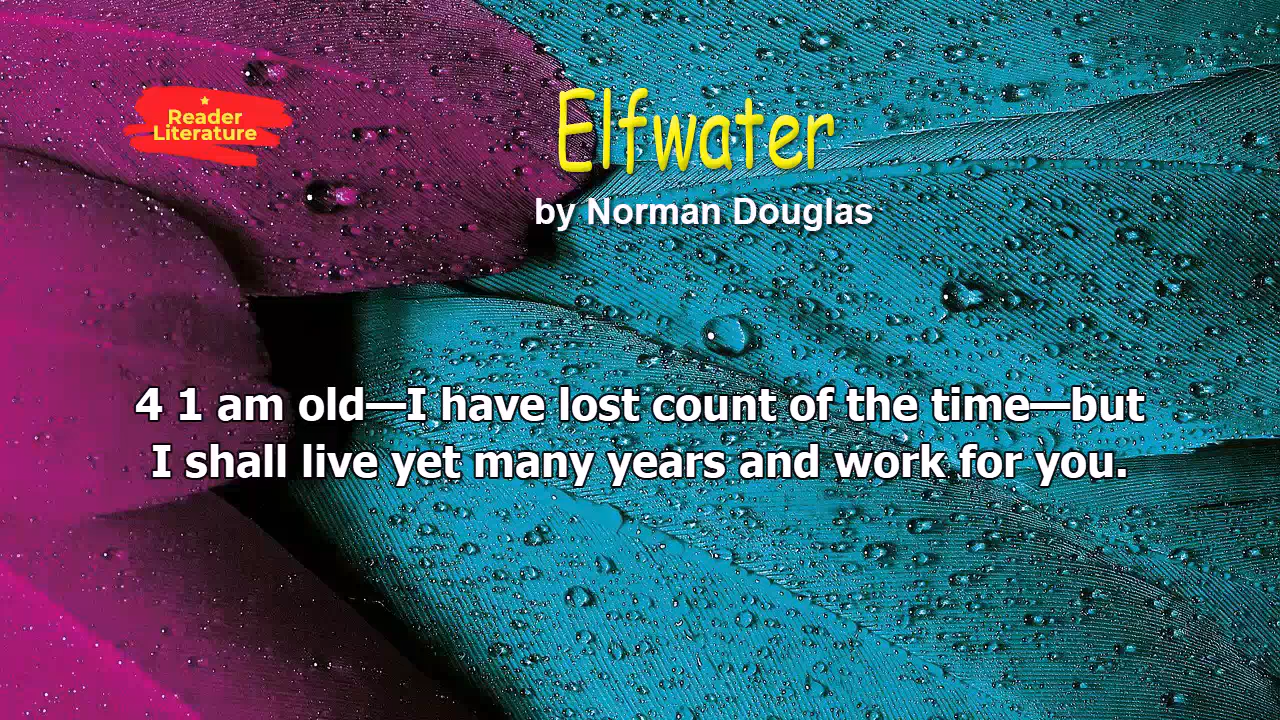 Reader
Literature
Elfwater
by Norman Douglas
4 1 am old—I have lost count of the time—but
I shall live yet many years and work for you.